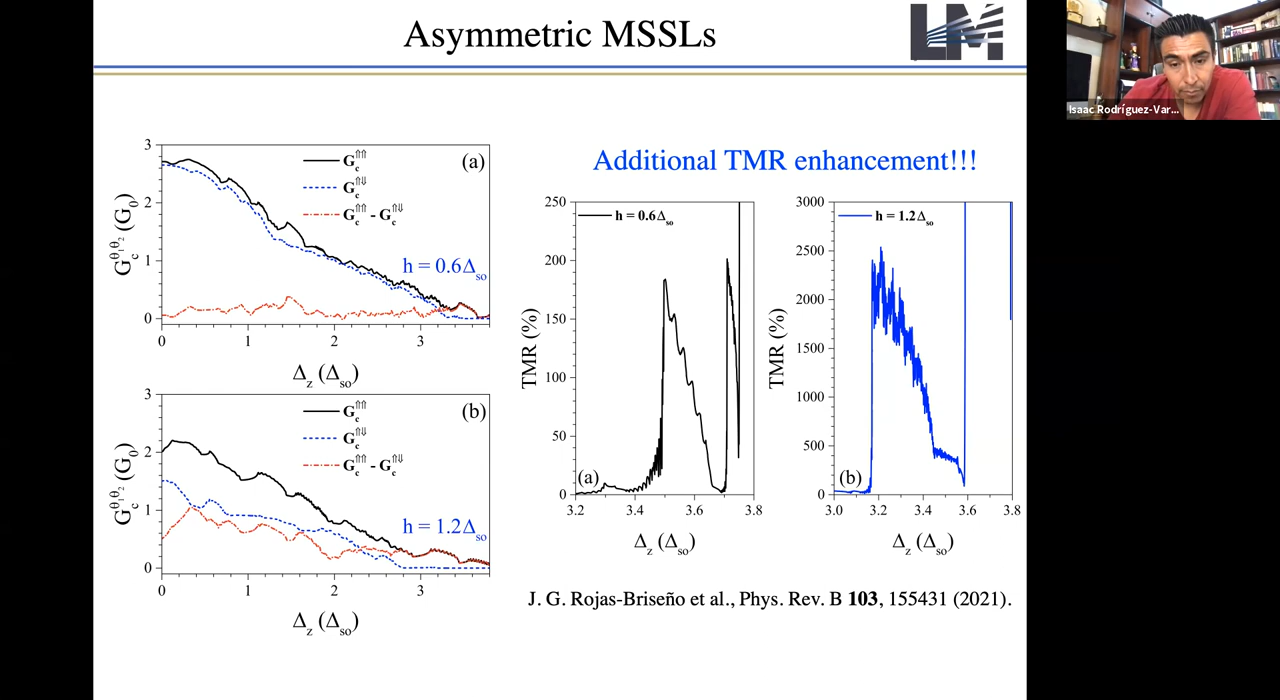 Asymmetric MSSLs
LM
Isaac Rodríguez-Var...
3
2
1
0
G_c^θ₁θ₂ (G₀)
(a)
G_c^⇑⇑
G_c^⇑⇓
G_c^⇑⇑ - G_c^⇑⇓
h = 0.6Δ_so
0 1 2 3
Δ_z (Δ_so)
3
2
1
0
G_c^θ₁θ₂ (G₀)
(b)
G_c^⇑⇑
G_c^⇑⇓
G_c^⇑⇑ - G_c^⇑⇓
h = 1.2Δ_so
0 1 2 3
Δ_z (Δ_so)
Additional TMR enhancement!!!
250
200
150
100
50
0
TMR (%)
h = 0.6Δ_so
(a)
3.2 3.4 3.6 3.8
Δ_z (Δ_so)
3000
2500
2000
1500
1000
500
0
TMR (%)
h = 1.2Δ_so
(b)
3.0 3.2 3.4 3.6 3.8
Δ_z (Δ_so)
J. G. Rojas-Briseño et al., Phys. Rev. B 103, 155431 (2021).